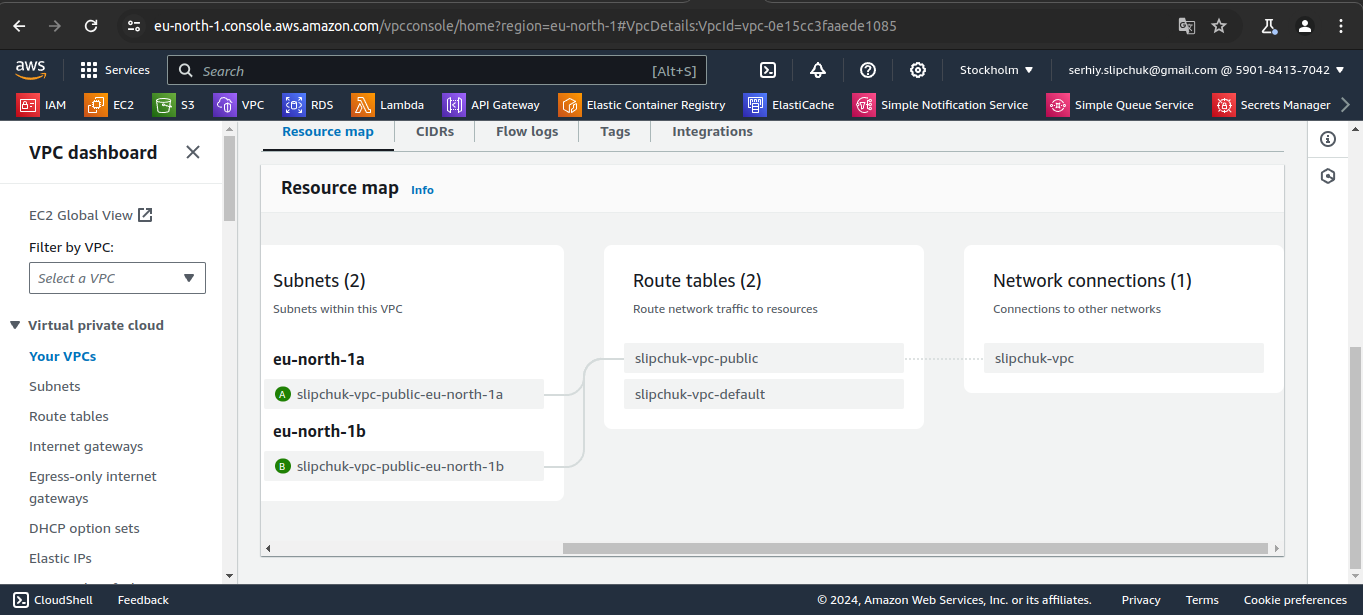 eu-north-1.console.aws.amazon.com/vpcconsole/home?region=eu-north-1#VpcDetails:VpcId=vpc-0e15cc3faaede1085
aws Services Search [Alt+S] Stockholm serhiy.slipchuk@gmail.com @ 5901-8413-7042
IAM EC2 S3 VPC RDS Lambda API Gateway Elastic Container Registry ElastiCache Simple Notification Service Simple Queue Service Secrets Manager
VPC dashboard
EC2 Global View
Filter by VPC:
Select a VPC
Virtual private cloud
Your VPCs
Subnets
Route tables
Internet gateways
Egress-only internet
gateways
DHCP option sets
Elastic IPs
Resource map CIDRs Flow logs Tags Integrations
Resource map Info
Subnets (2)
Subnets within this VPC
eu-north-1a
A slipchuk-vpc-public-eu-north-1a
eu-north-1b
B slipchuk-vpc-public-eu-north-1b
Route tables (2)
Route network traffic to resources
slipchuk-vpc-public
slipchuk-vpc-default
Network connections (1)
Connections to other networks
slipchuk-vpc
CloudShell Feedback © 2024, Amazon Web Services, Inc. or its affiliates. Privacy Terms Cookie preferences